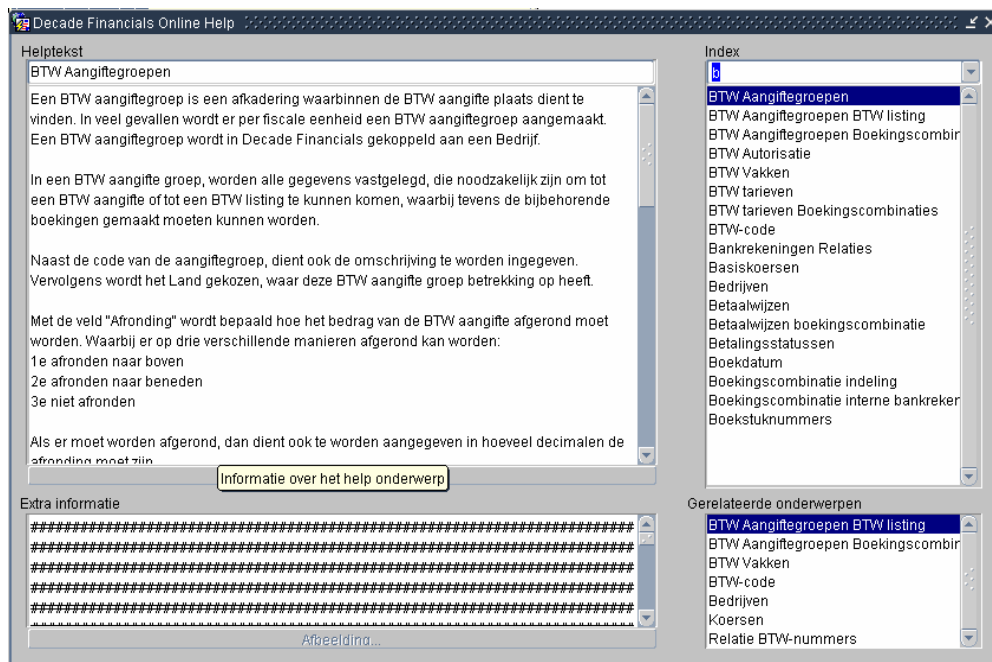 Decade Financials Online Help
Helptekst
BTW Aangiftegroepen
Een BTW aangiftegroep is een afkadering waarbinnen de BTW aangifte plaats dient te
vinden. In veel gevallen wordt er per fiscale eenheid een BTW aangiftegroep aangemaakt.
Een BTW aangiftegroep wordt in Decade Financials gekoppeld aan een Bedrijf.
In een BTW aangifte groep, worden alle gegevens vastgelegd, die noodzakelijk zijn om tot
een BTW aangifte of tot een BTW listing te kunnen komen, waarbij tevens de bijbehorende
boekingen gemaakt moeten kunnen worden.
Naast de code van de aangiftegroep, dient ook de omschrijving te worden ingegeven.
Vervolgens wordt het Land gekozen, waar deze BTW aangifte groep betrekking op heeft.
Met de veld "Afronding" wordt bepaald hoe het bedrag van de BTW aangifte afgerond moet
worden. Waarbij er op drie verschillende manieren afgerond kan worden:
1e afronden naar boven
2e afronden naar beneden
3e niet afronden
Als er moet worden afgerond, dan dient ook te worden aangegeven in hoeveel decimalen de
afronding moet zijn
Informatie over het help onderwerp
Index
b
BTW Aangiftegroepen
BTW Aangiftegroepen BTW listing
BTW Aangiftegroepen Boekingscombir
BTW Autorisatie
BTW Vakken
BTW tarieven
BTW tarieven Boekingscombinaties
BTW-code
Bankrekeningen Relaties
Basiskoersen
Bedrijven
Betaalwijzen
Betaalwijzen boekingscombinatie
Betalingsstatussen
Boekdatum
Boekingscombinatie indeling
Boekingscombinatie interne bankreker
Boekstuknummers
Extra informatie
##########################################################################
##########################################################################
##########################################################################
##########################################################################
##########################################################################
Afbeelding...
Gerelateerde onderwerpen
BTW Aangiftegroepen BTW listing
BTW Aangiftegroepen Boekingscombir
BTW Vakken
BTW-code
Bedrijven
Koersen
Relatie BTW-nummers